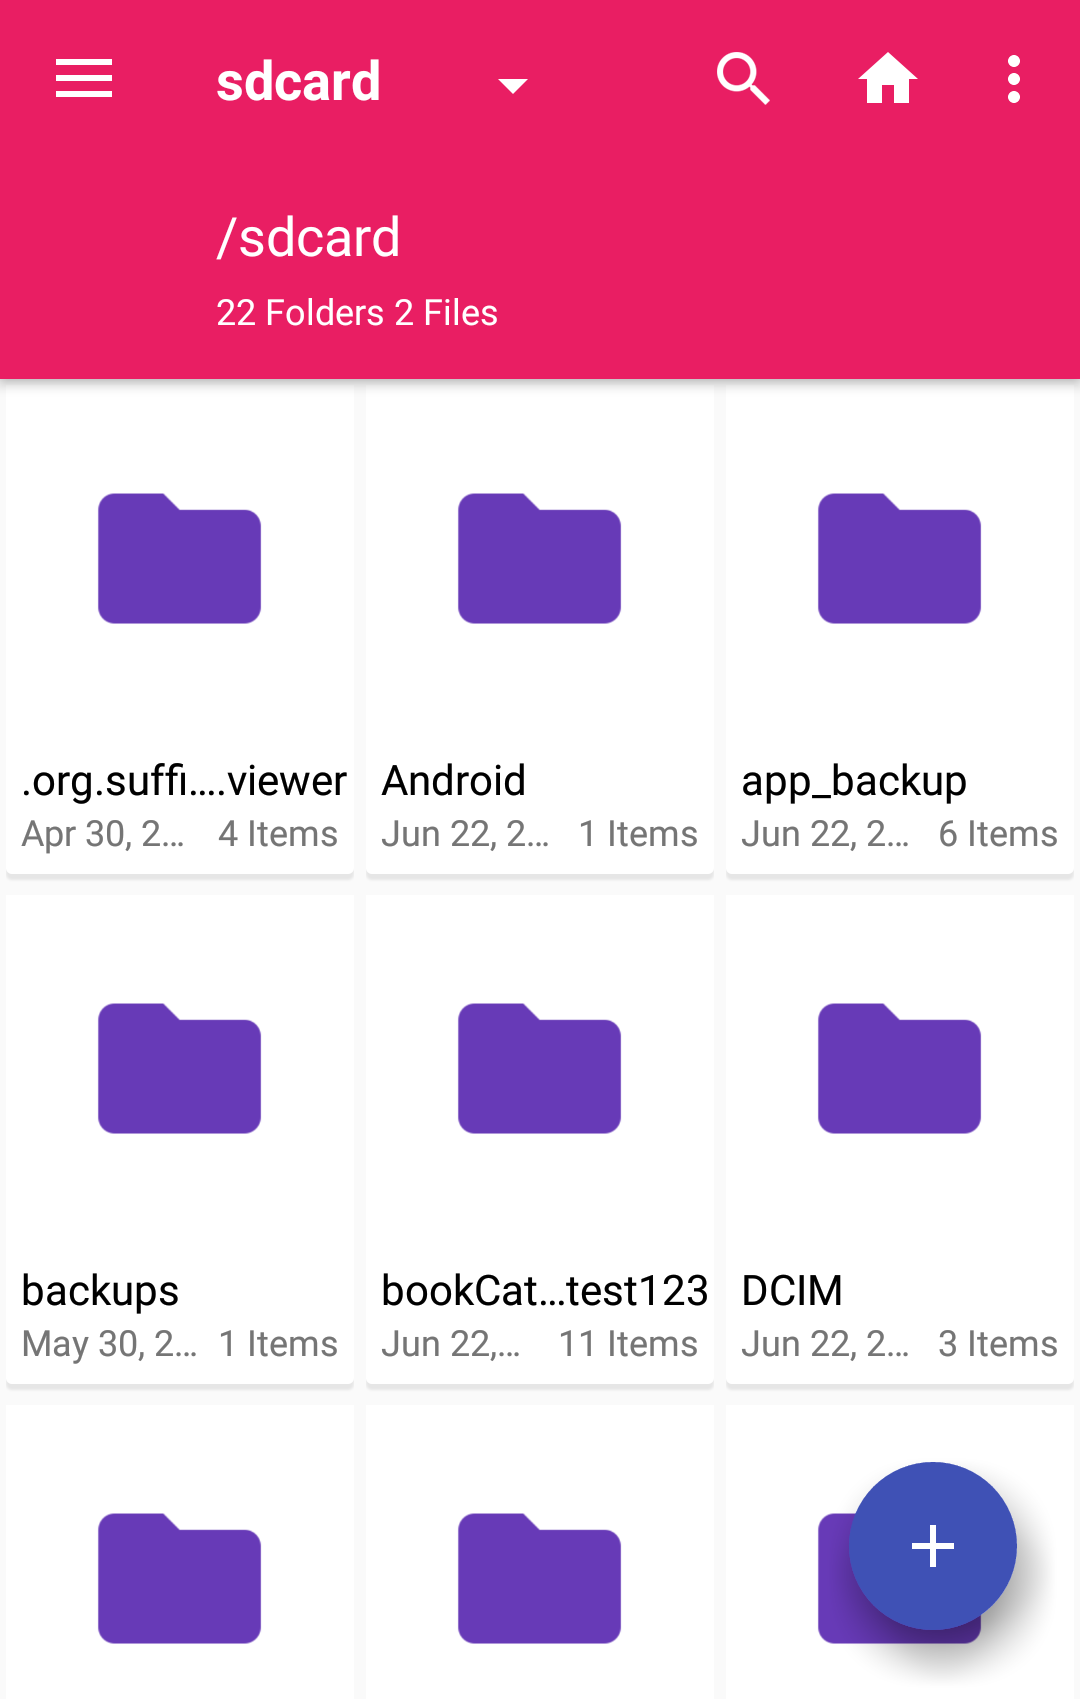 sdcard
/sdcard
22 Folders 2 Files
.org.suffi....viewer
Apr 30, 2... 4 Items
Android
Jun 22, 2... 1 Items
app_backup
Jun 22, 2... 6 Items
backups
May 30, 2... 1 Items
bookCat...test123
Jun 22,... 11 Items
DCIM
Jun 22, 2... 3 Items